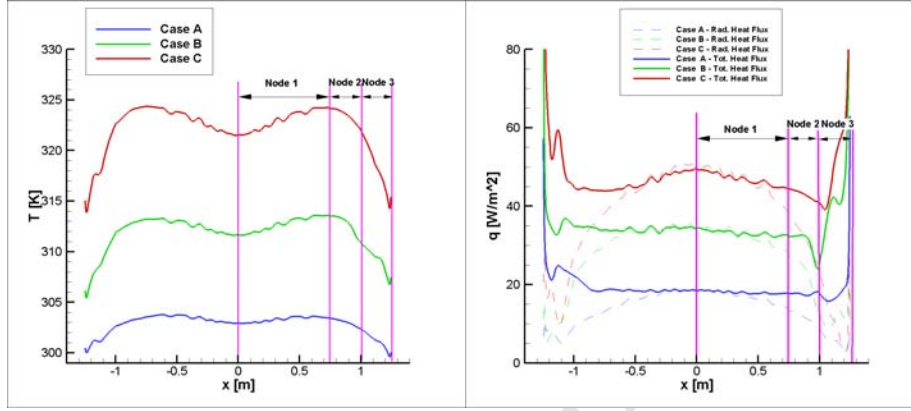 Case A
Case B
Case C
Node 1
Node 2
Node 3
T [K]
330
325
320
315
310
305
300
-1
-0.5
0
0.5
1
x [m]
Case A - Rad. Heat Flux
Case B - Rad. Heat Flux
Case C - Rad. Heat Flux
Case A - Tot. Heat Flux
Case B - Tot. Heat Flux
Case C - Tot. Heat Flux
Node 1
Node 2
Node 3
q [W/m^2]
80
60
40
20
0
-1
-0.5
0
0.5
1
x [m]